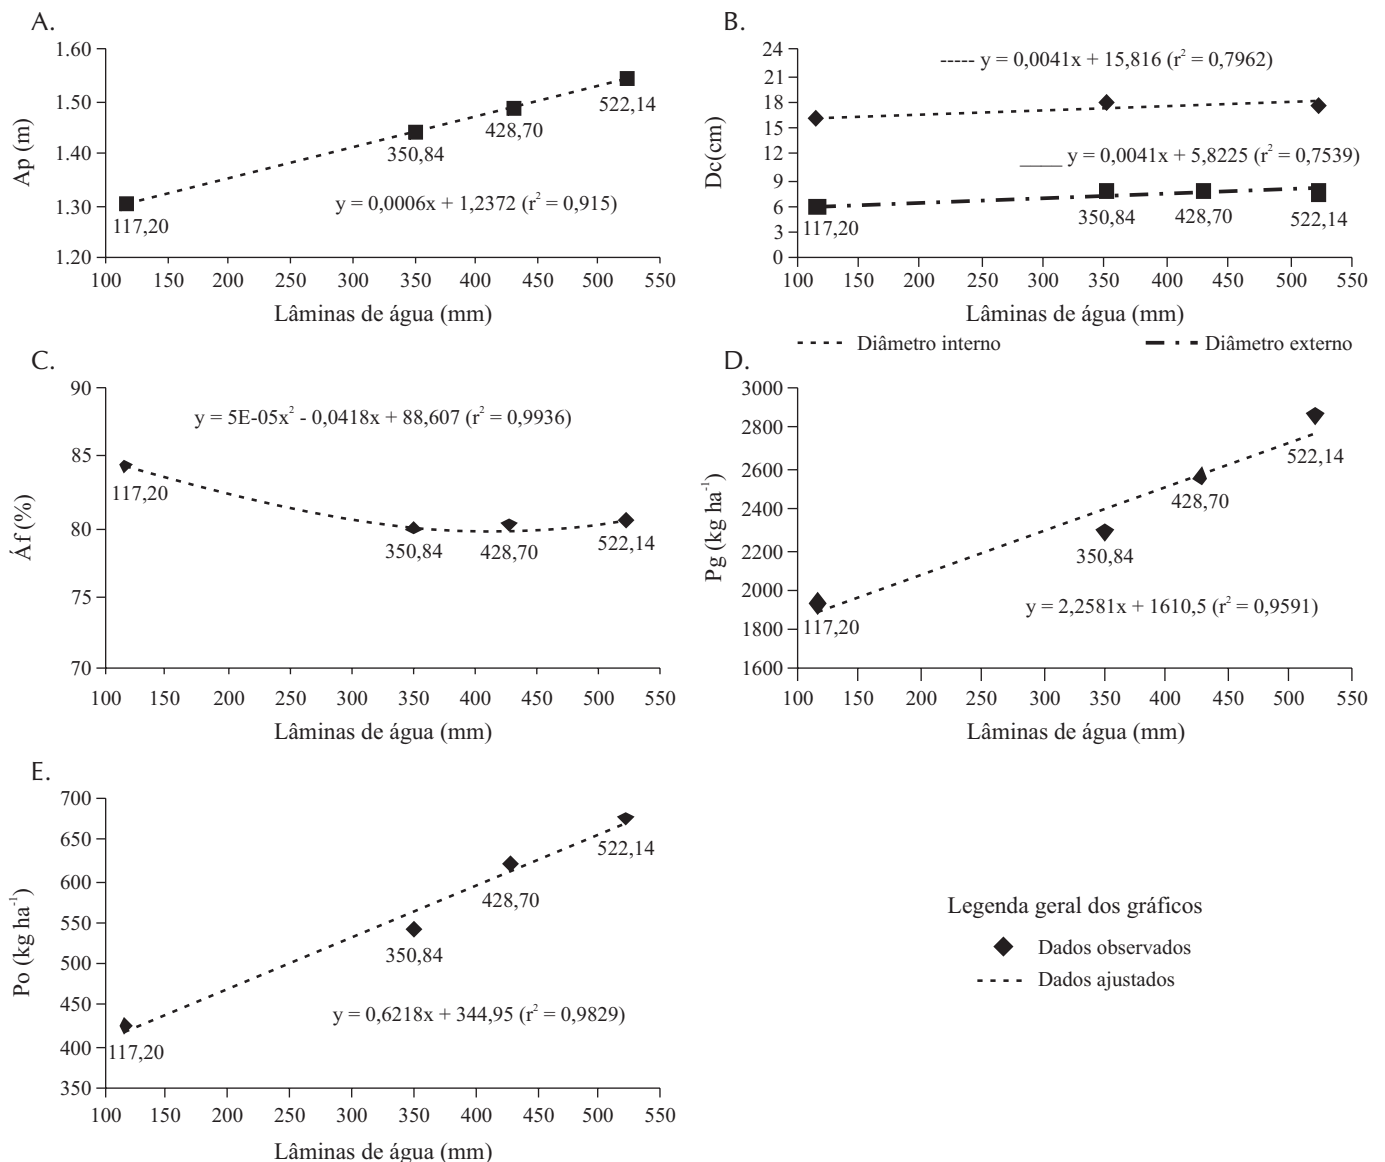 A.
Ap (m)
1.60
1.50
1.40
1.30
1.20
522,14
428,70
350,84
117,20
y = 0,0006x + 1,2372 (r² = 0,915)
100 150 200 250 300 350 400 450 500 550
Lâminas de água (mm)
B.
Dc(cm)
24
21
18
15
12
9
6
3
0
----- y = 0,0041x + 15,816 (r² = 0,7962)
____ y = 0,0041x + 5,8225 (r² = 0,7539)
117,20 350,84 428,70 522,14
100 150 200 250 300 350 400 450 500 550
Lâminas de água (mm)
Diâmetro interno
Diâmetro externo
C.
Áf (%)
90
85
80
75
70
y = 5E-05x² - 0,0418x + 88,607 (r² = 0,9936)
117,20 350,84 428,70 522,14
100 150 200 250 300 350 400 450 500 550
Lâminas de água (mm)
D.
Pg (kg ha⁻¹)
3000
2800
2600
2400
2200
2000
1800
1600
522,14
428,70
350,84
117,20
y = 2,2581x + 1610,5 (r² = 0,9591)
100 150 200 250 300 350 400 450 500 550
Lâminas de água (mm)
E.
Po (kg ha⁻¹)
700
650
600
550
500
450
400
350
522,14
428,70
350,84
117,20
y = 0,6218x + 344,95 (r² = 0,9829)
100 150 200 250 300 350 400 450 500 550
Lâminas de água (mm)
Legenda geral dos gráficos
Dados observados
Dados ajustados